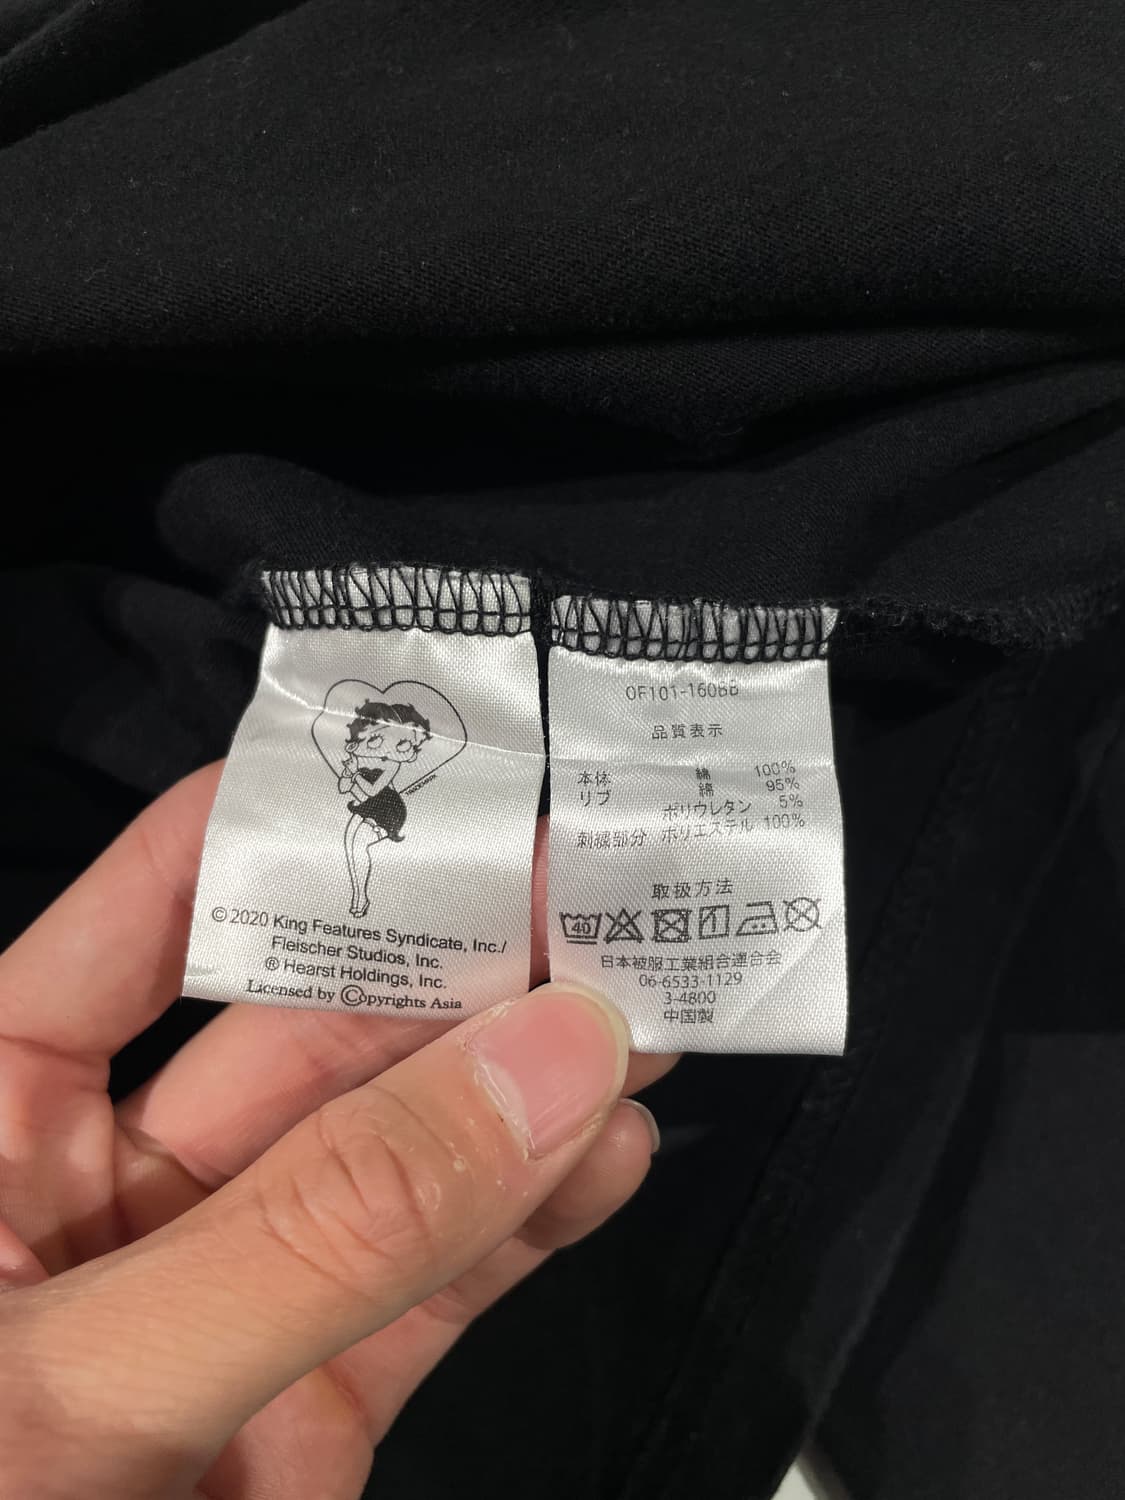 © 2020 King Features Syndicate, Inc./
Fleischer Studios, Inc.
® Hearst Holdings, Inc.
Licensed by ©opyrights Asia
OF101-160BB
品質表示
本体 綿 100%
リブ 綿 95%
ポリウレタン 5%
刺繍部分 ポリエステル 100%
取扱方法
40
日本被服工業組合連合会
06-6533-1129
3-4800
中国製